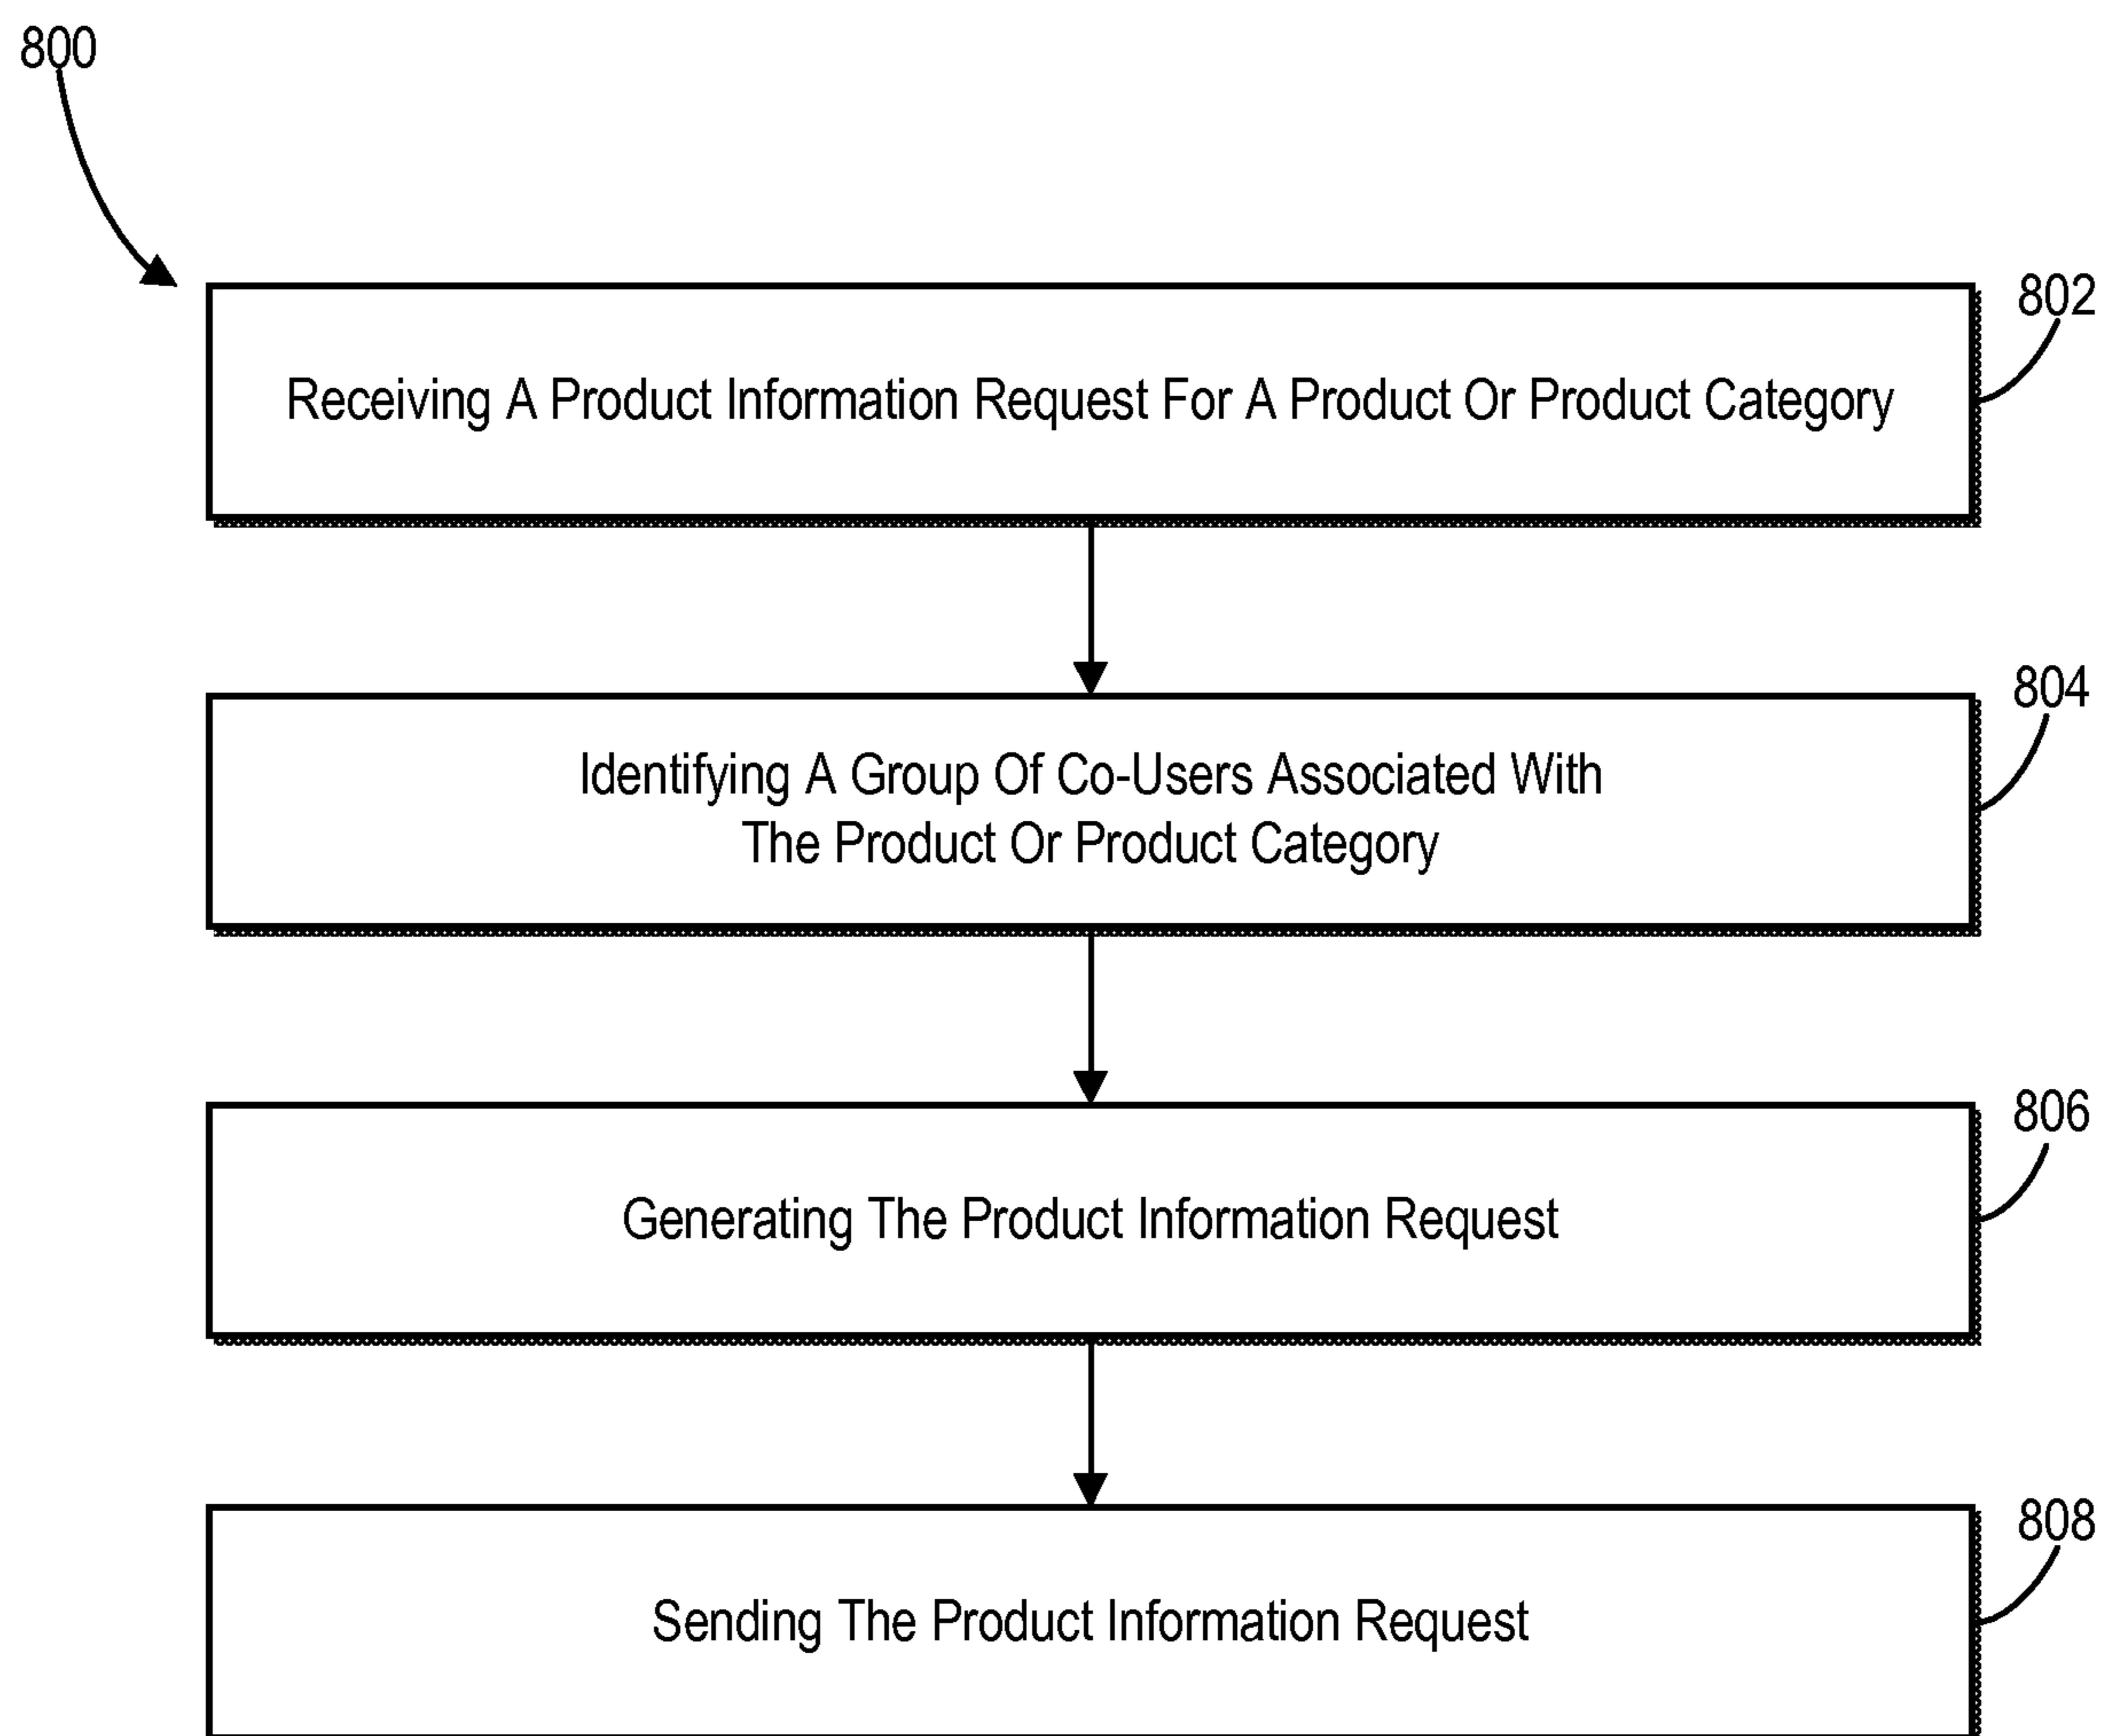 800
802
Receiving A Product Information Request For A Product Or Product Category
804
Identifying A Group Of Co-Users Associated With
The Product Or Product Category
806
Generating The Product Information Request
808
Sending The Product Information Request